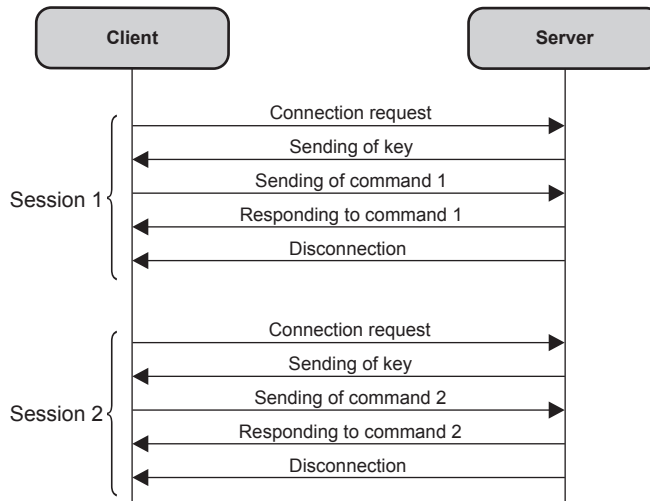 Client
Server
Session 1
Connection request
Sending of key
Sending of command 1
Responding to command 1
Disconnection
Session 2
Connection request
Sending of key
Sending of command 2
Responding to command 2
Disconnection